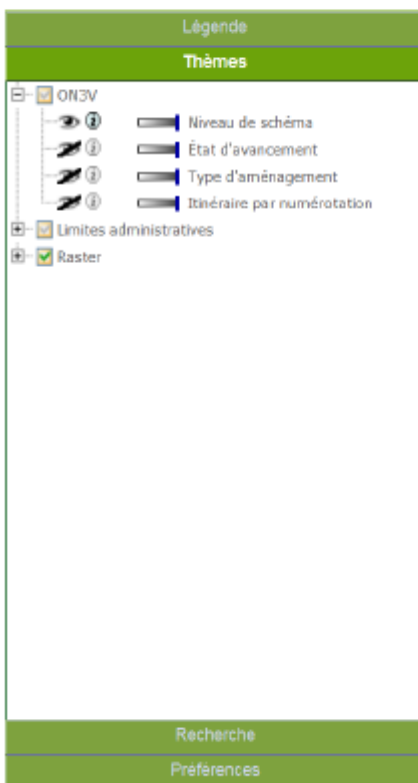 Légende
Thèmes
ON3V
Niveau de schéma
État d'avancement
Type d'aménagement
Itinéraire par numérotation
Limites administratives
Raster
Recherche
Préférences